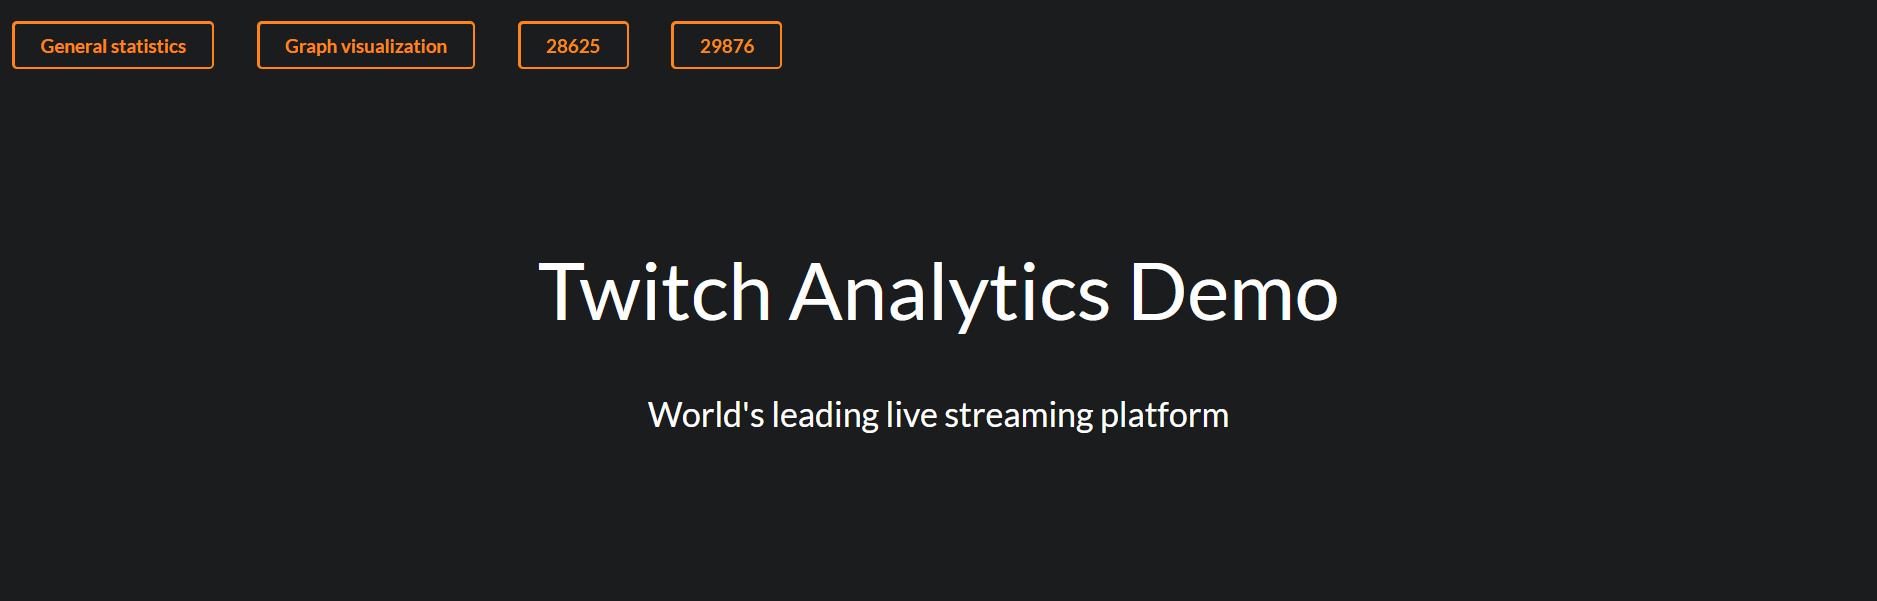 General statistics
Graph visualization
28625
29876
Twitch Analytics Demo
World's leading live streaming platform